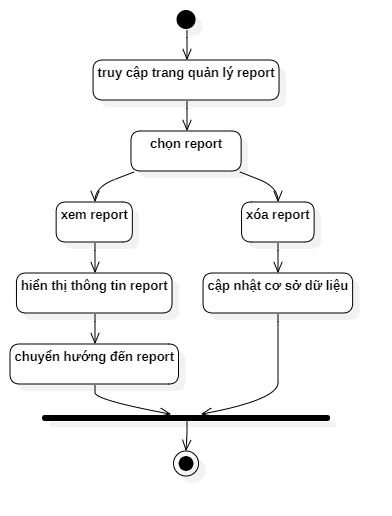 truy cập trang quản lý report
chọn report
xem report
xóa report
hiển thị thông tin report
cập nhật cơ sở dữ liệu
chuyển hướng đến report